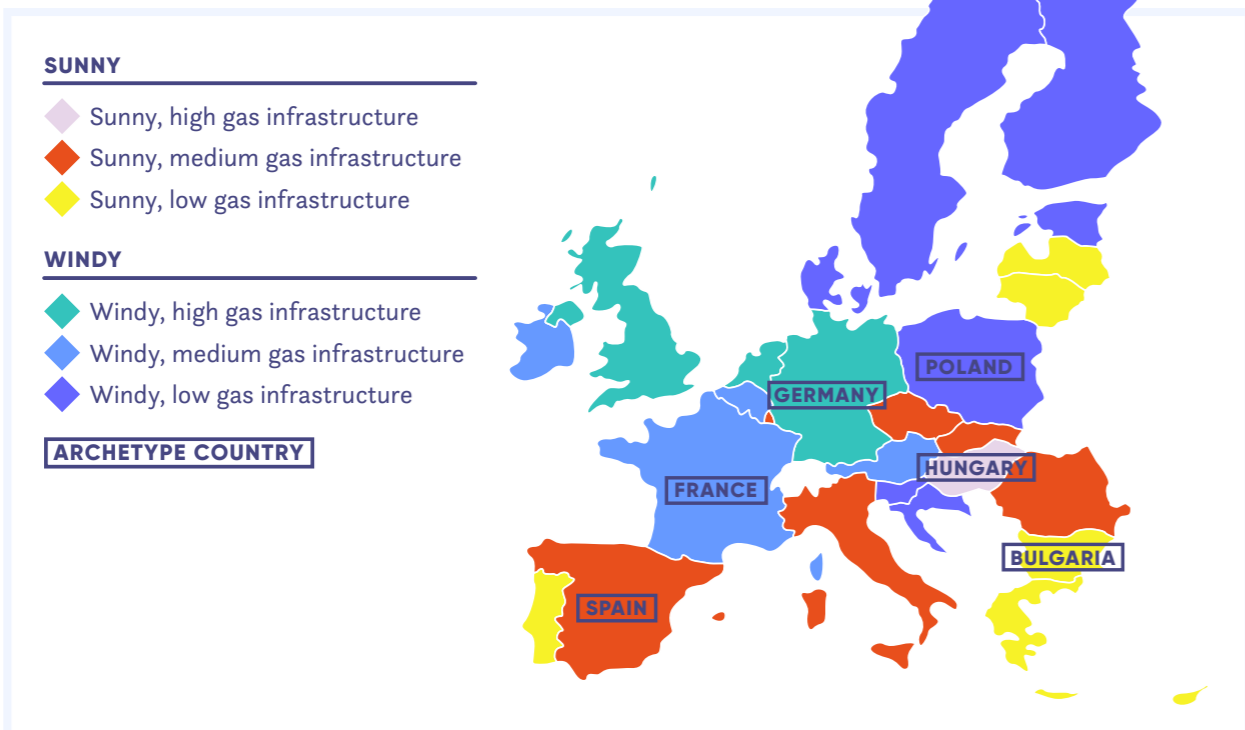 SUNNY
Sunny, high gas infrastructure
Sunny, medium gas infrastructure
Sunny, low gas infrastructure
WINDY
Windy, high gas infrastructure
Windy, medium gas infrastructure
Windy, low gas infrastructure
ARCHETYPE COUNTRY
POLAND
GERMANY
HUNGARY
FRANCE
BULGARIA
SPAIN